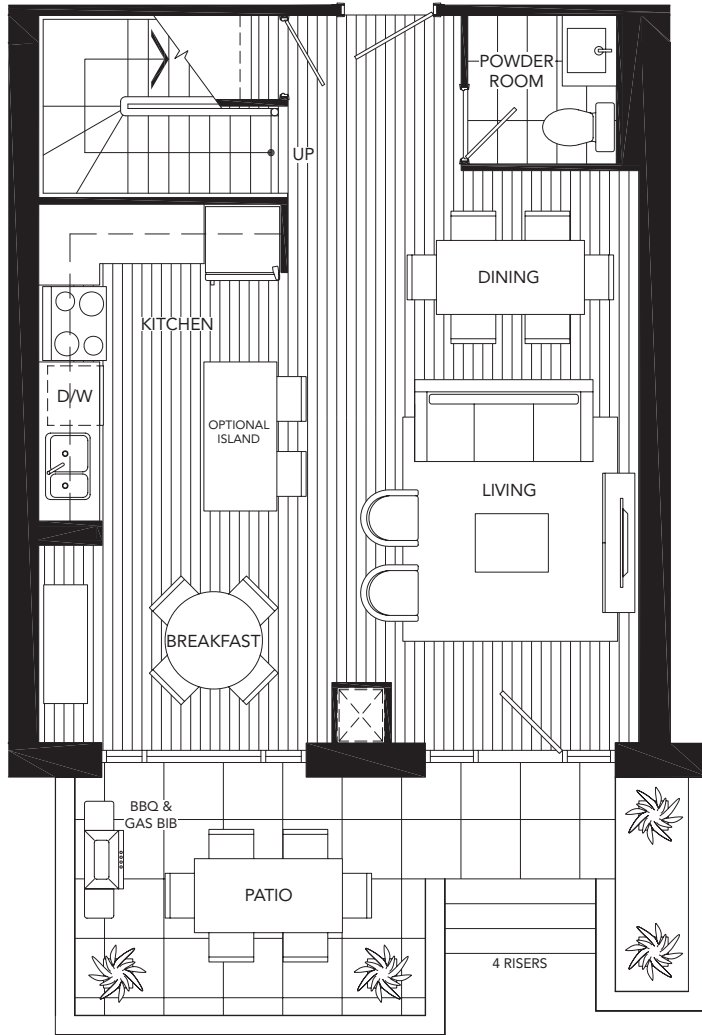 POWDER
ROOM
UP
DINING
KITCHEN
D/W
OPTIONAL
ISLAND
LIVING
BREAKFAST
BBQ &
GAS BIB
PATIO
4 RISERS